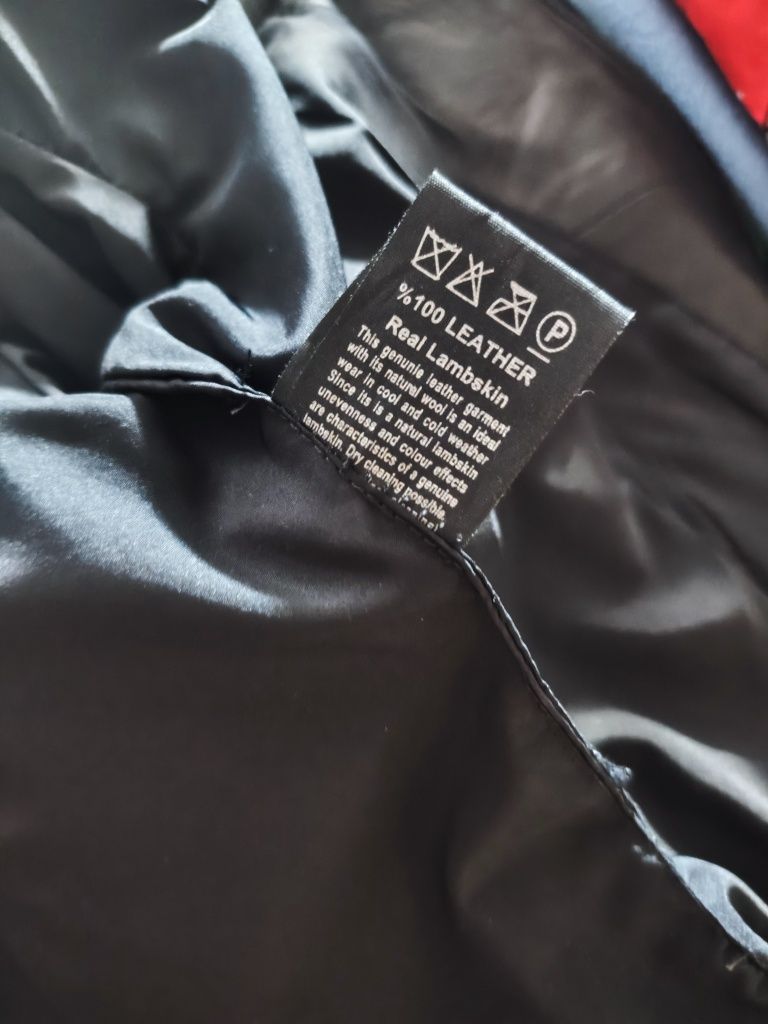 P
%100 LEATHER
Real Lambskin
This genunie leather garment
with its natural wool is an ideal
wear in cool and cold weather
Since its is a natural lambskin
unevenness and colour effects
are characteristics of a genuine
lambskin. Dry cleaning possible.